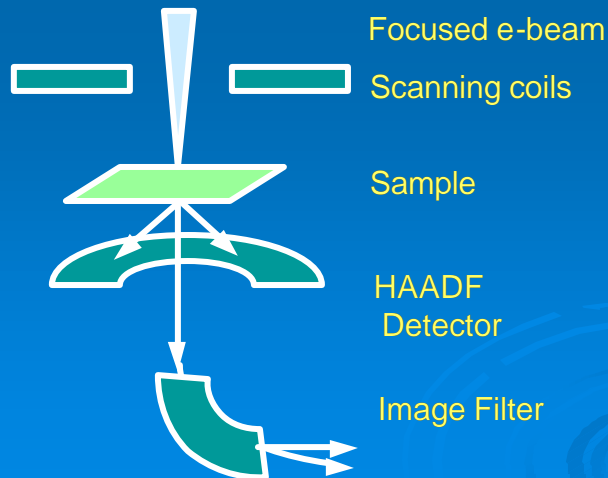 Focused e-beam
Scanning coils
Sample
HAADF
Detector
Image Filter